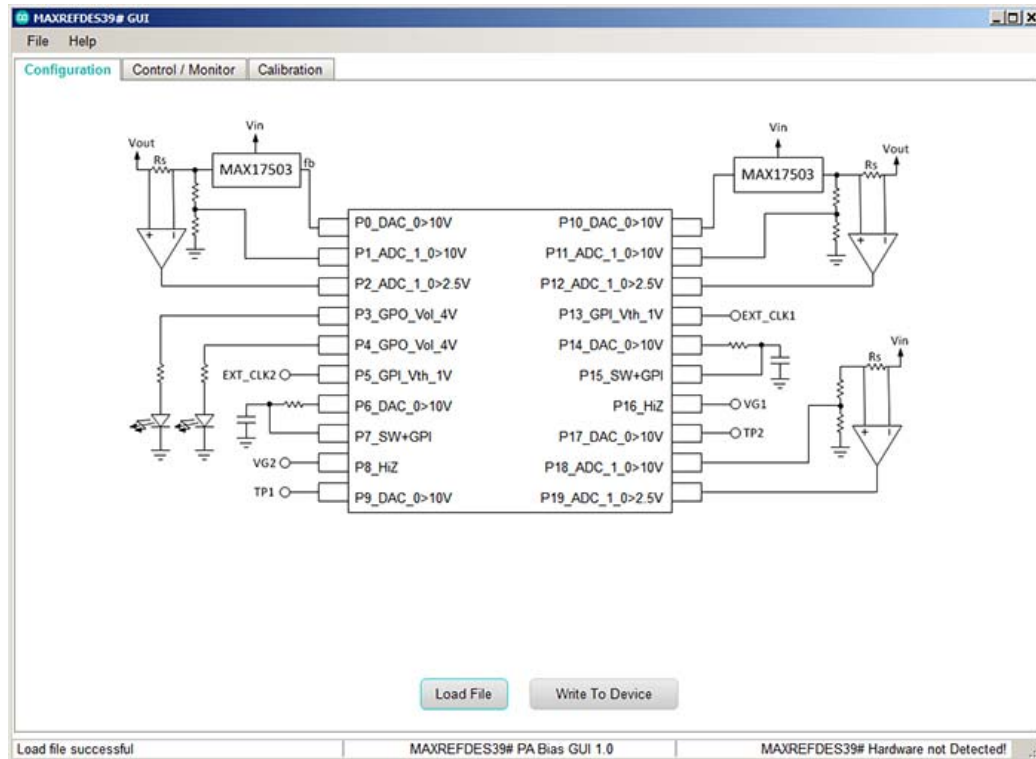 MAXREFDES39# GUI
File Help
Configuration Control / Monitor Calibration
Vin
Vout
Rs
MAX17503
fb
Vin
Vout
Rs
MAX17503
P0_DAC_0>10V P10_DAC_0>10V
P1_ADC_1_0>10V P11_ADC_1_0>10V
P2_ADC_1_0>2.5V P12_ADC_1_0>2.5V
P3_GPO_Vol_4V P13_GPI_Vth_1V EXT_CLK1
P4_GPO_Vol_4V P14_DAC_0>10V
EXT_CLK2 P5_GPI_Vth_1V P15_SW+GPI
P6_DAC_0>10V P16_HiZ VG1
P7_SW+GPI P17_DAC_0>10V TP2
VG2 P8_HiZ P18_ADC_1_0>10V
TP1 P9_DAC_0>10V P19_ADC_1_0>2.5V
Vin
Rs
+ -
+ -
+ -
Load File Write To Device
Load file successful MAXREFDES39# PA Bias GUI 1.0 MAXREFDES39# Hardware not Detected!